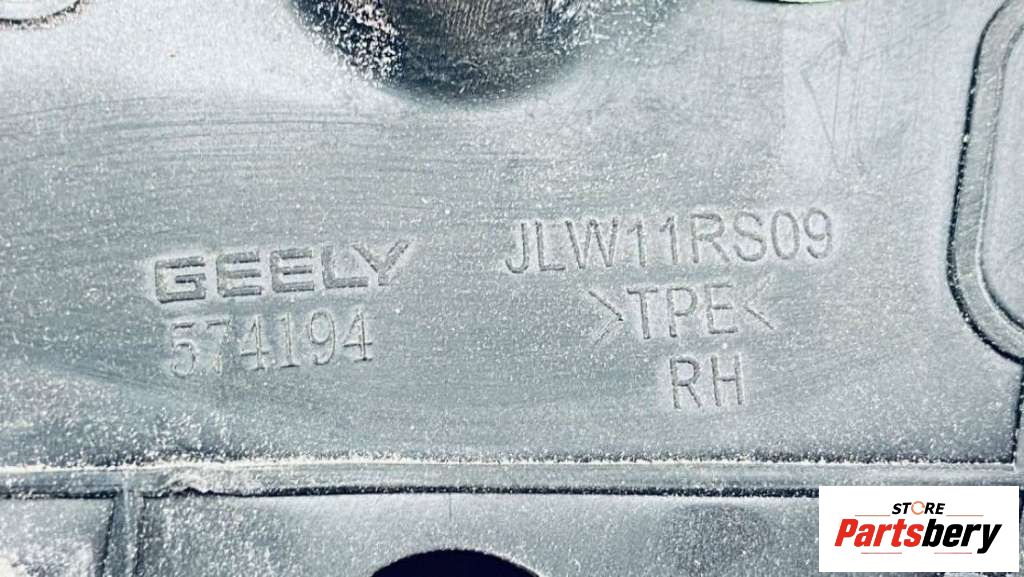 GEELY
574194
JLW11RS09
>TPE<
RH
STORE
Partsbery